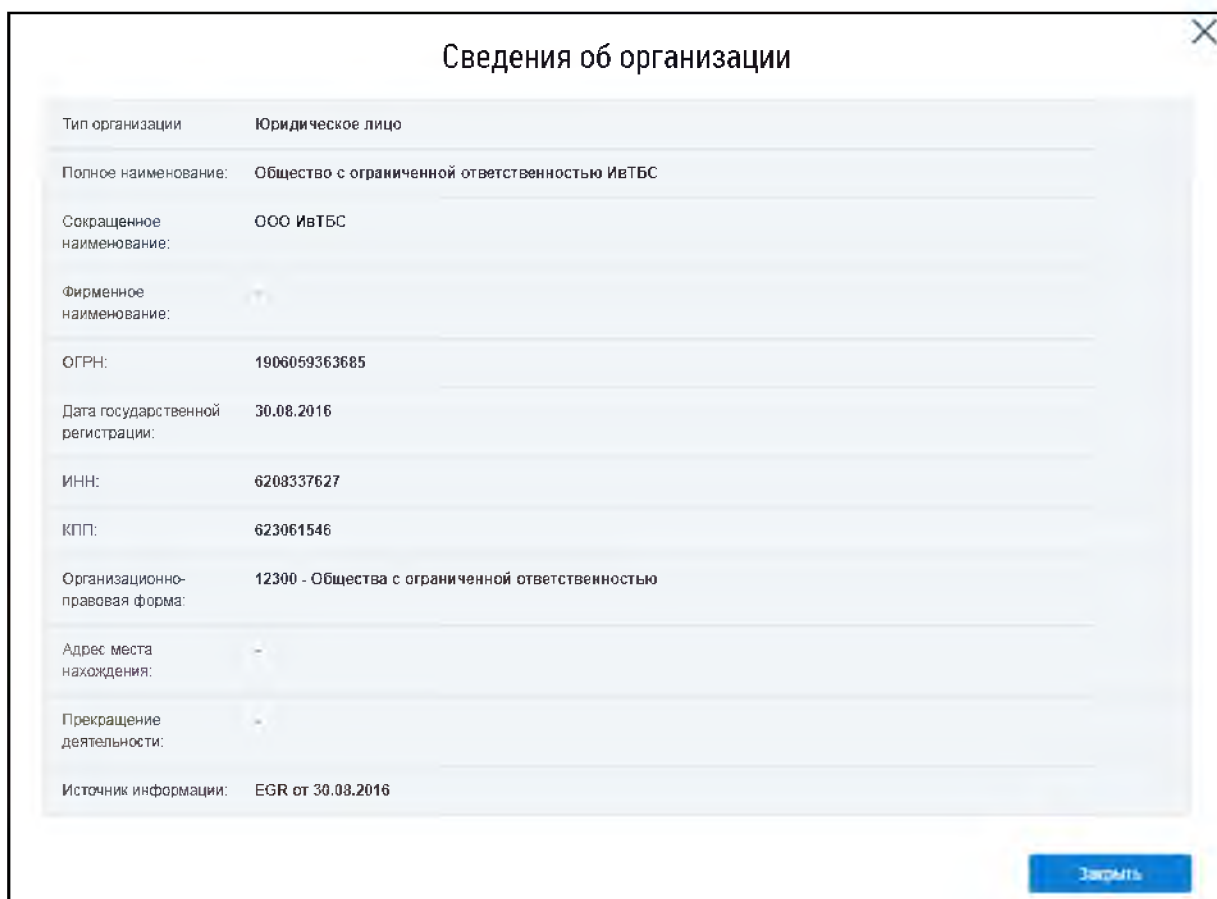 Сведения об организации
Тип организации Юридическое лицо
Полное наименование: Общество с ограниченной ответственностью ИвТБС
Сокращенное ООО ИвТБС
наименование:
Фирменное -
наименование:
ОГРН: 1906059363685
Дата государственной 30.08.2016
регистрации:
ИНН: 6208337627
КПП: 623061546
Организационно- 12300 - Общества с ограниченной ответственностью
правовая форма:
Адрес места -
нахождения:
Прекращение -
деятельности:
Источник информации: EGR от 30.08.2016
Закрыть